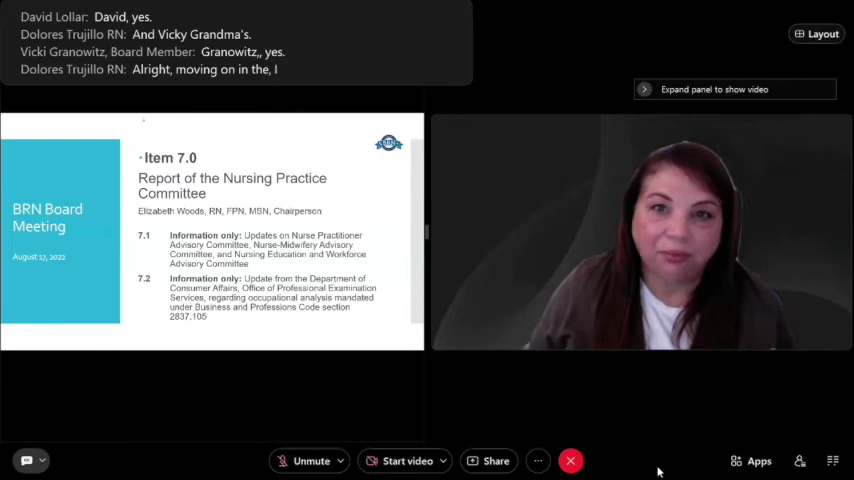 David Lollar: David, yes.
Dolores Trujillo RN: And Vicky Grandma's.
Vicki Granowitz, Board Member: Granowitz,, yes.
Dolores Trujillo RN: Alright, moving on in the, I
Layout
Expand panel to show video
BRN
BRN Board
Meeting
August 17, 2022
•Item 7.0
Report of the Nursing Practice
Committee
Elizabeth Woods, RN, FPN, MSN, Chairperson
7.1 Information only: Updates on Nurse Practitioner
Advisory Committee, Nurse-Midwifery Advisory
Committee, and Nursing Education and Workforce
Advisory Committee
7.2 Information only: Update from the Department of
Consumer Affairs, Office of Professional Examination
Services, regarding occupational analysis mandated
under Business and Professions Code section
2837.105
Unmute
Start video
Share
Apps